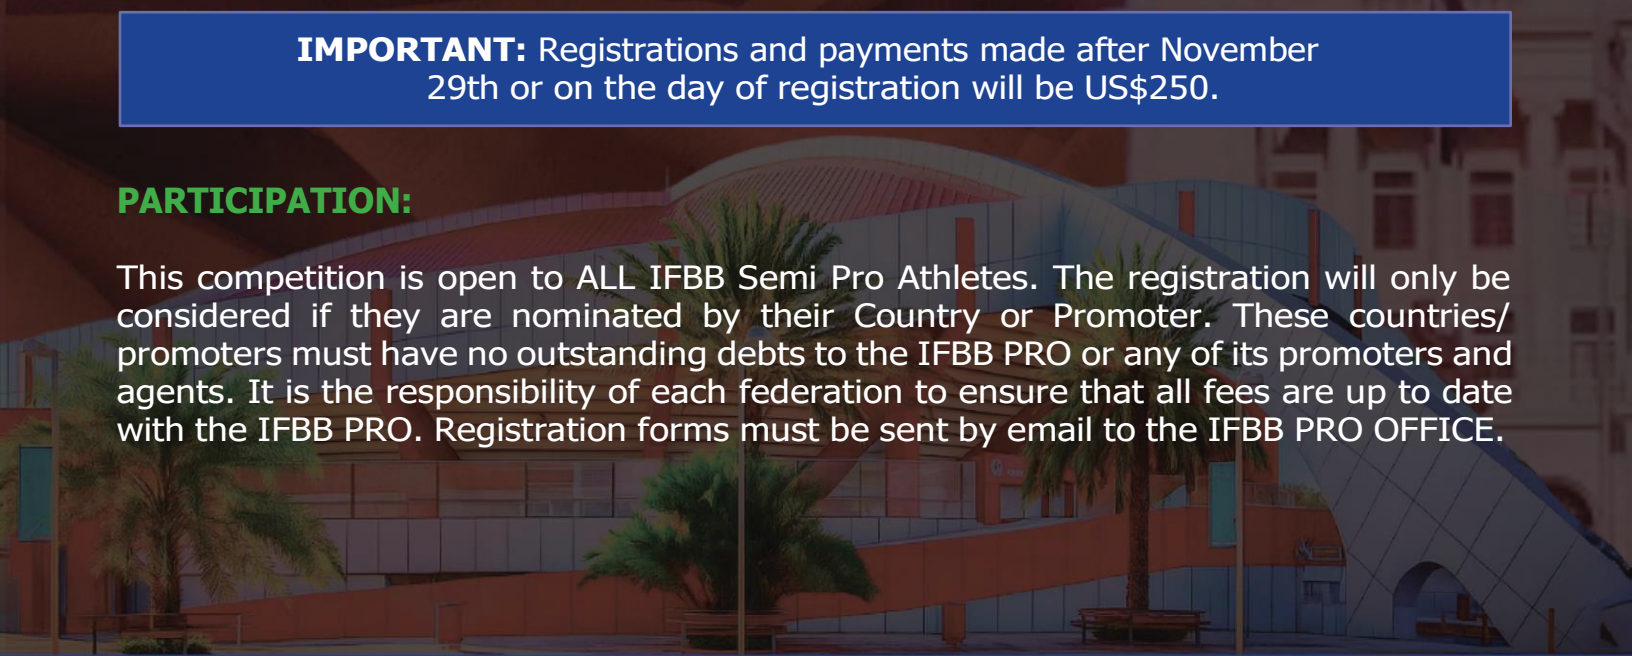 IMPORTANT: Registrations and payments made after November
29th or on the day of registration will be US$250.
PARTICIPATION:
This competition is open to ALL IFBB Semi Pro Athletes. The registration will only be
considered if they are nominated by their Country or Promoter. These countries/
promoters must have no outstanding debts to the IFBB PRO or any of its promoters and
agents. It is the responsibility of each federation to ensure that all fees are up to date
with the IFBB PRO. Registration forms must be sent by email to the IFBB PRO OFFICE.